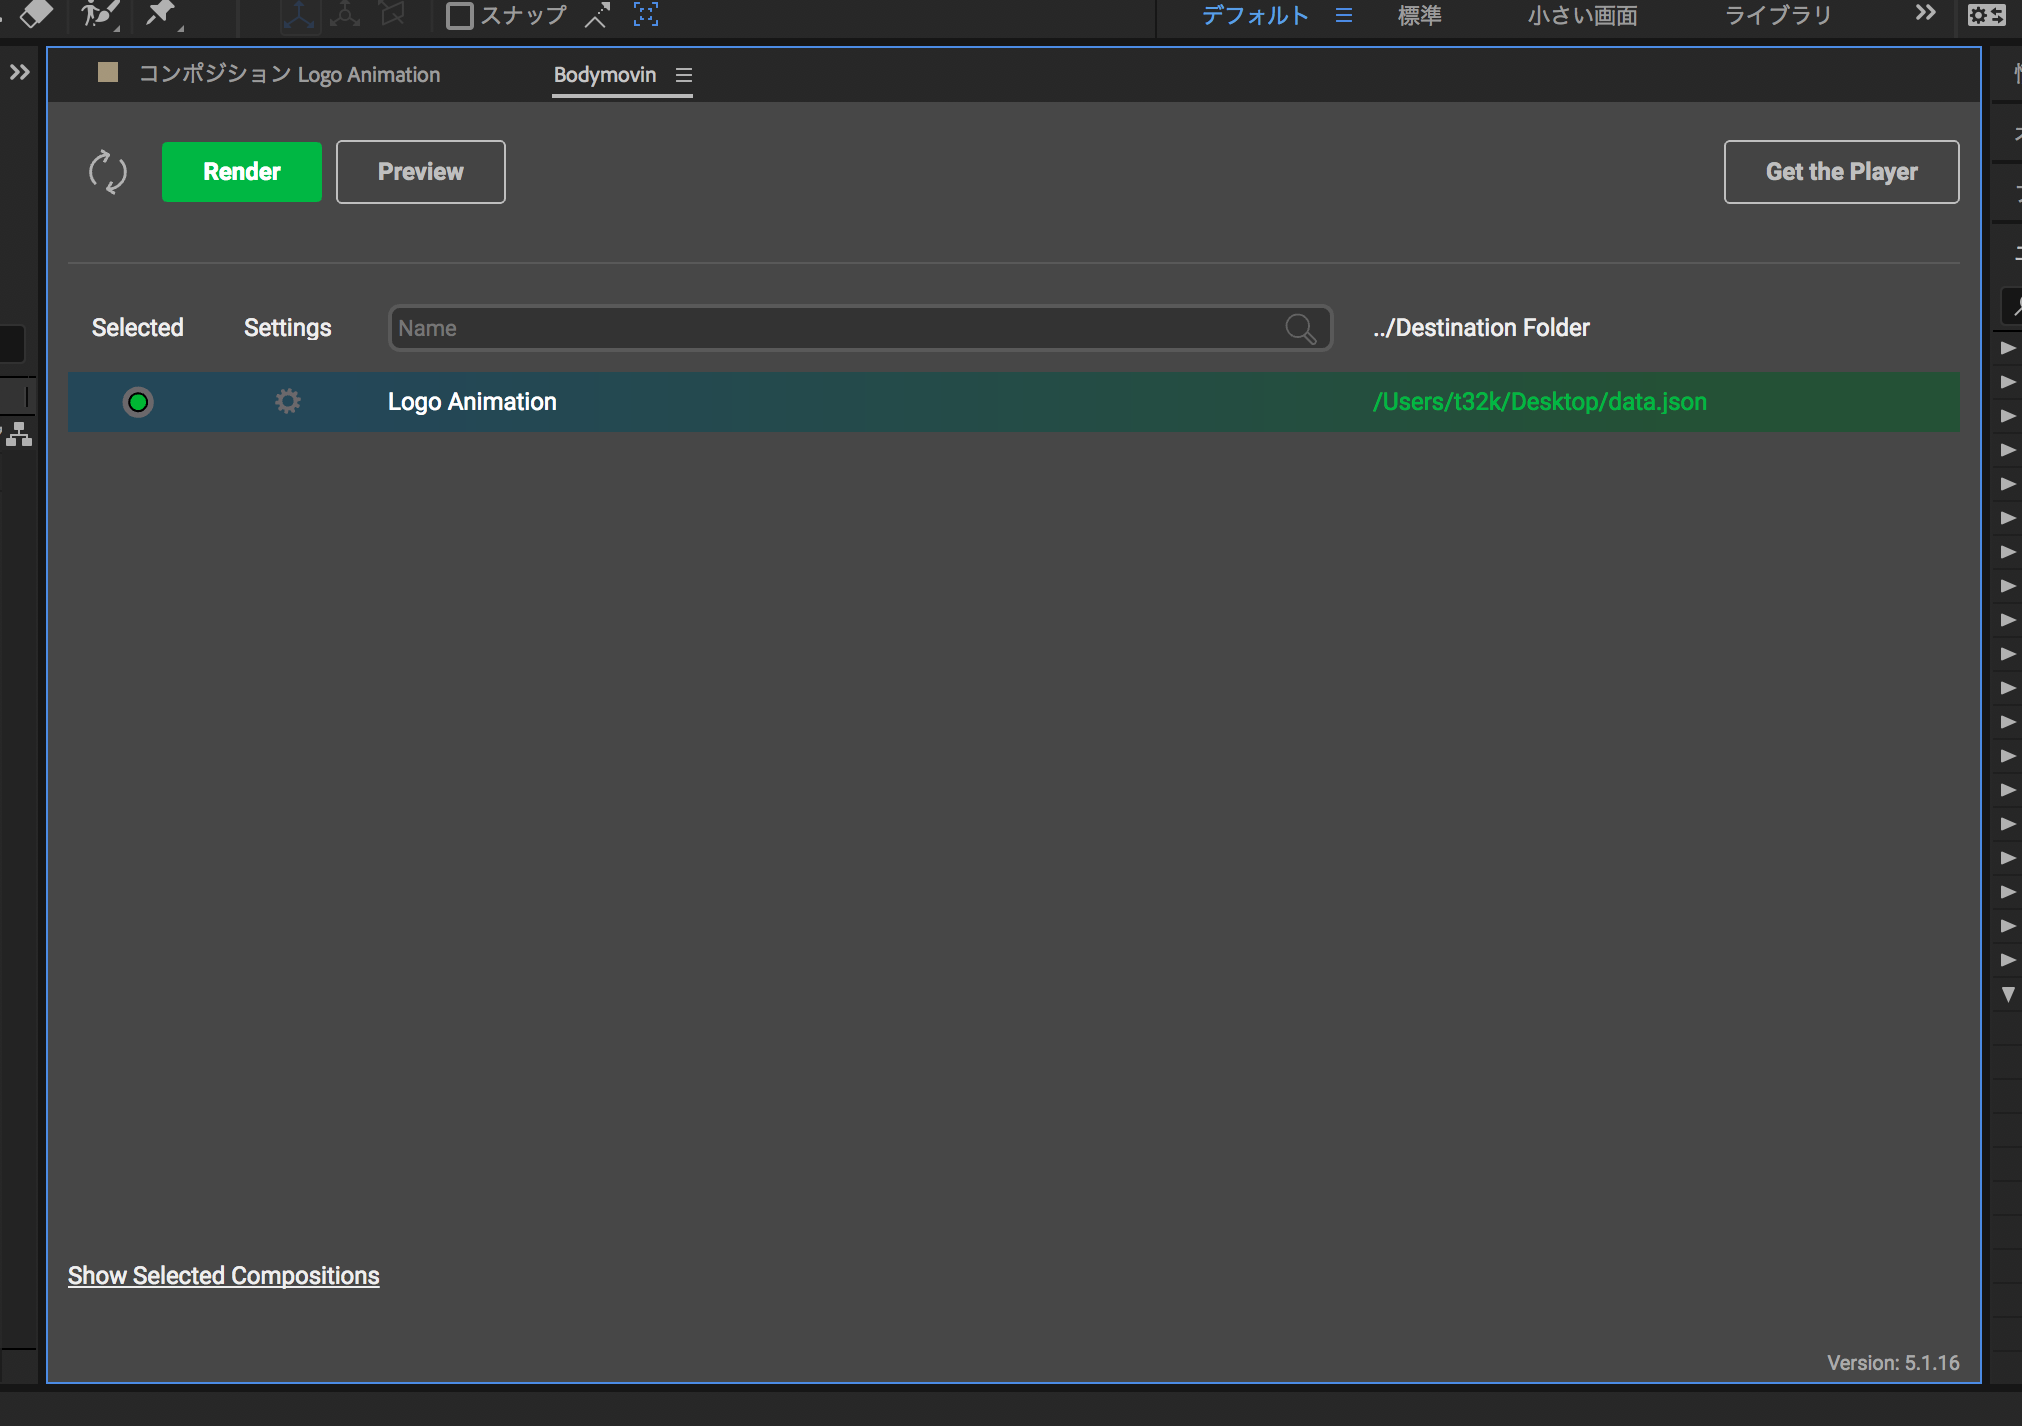 スナップ
デフォルト 標準 小さい画面 ライブラリ
コンポジション Logo Animation Bodymovin
Render Preview Get the Player
Selected Settings Name ../Destination Folder
Logo Animation /Users/t32k/Desktop/data.json
Show Selected Compositions
Version: 5.1.16